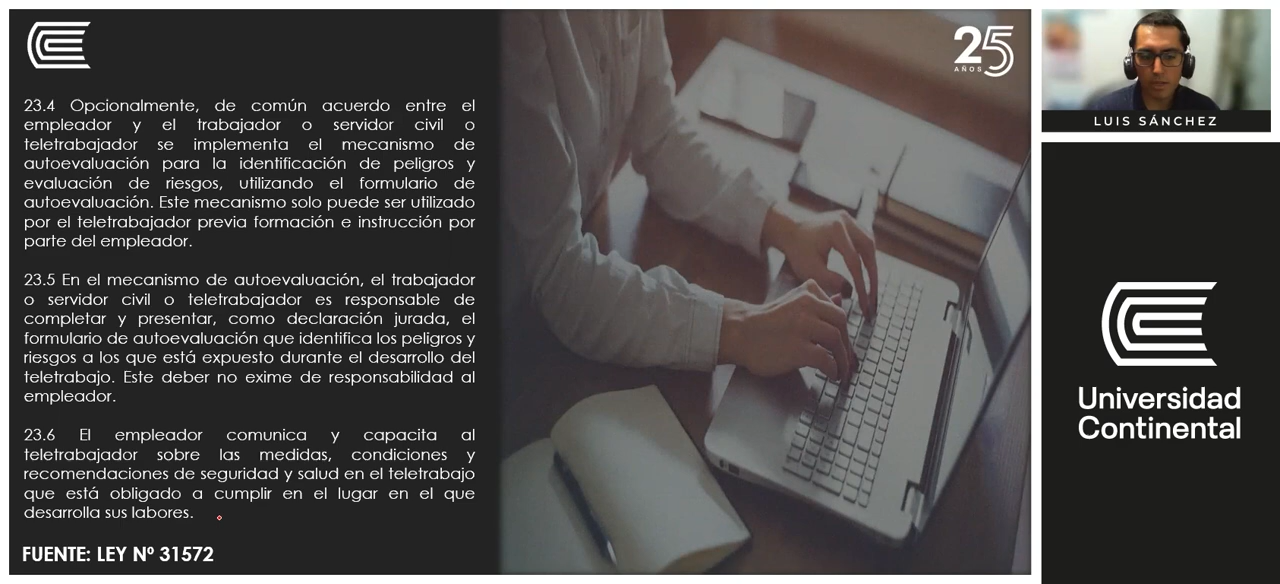 25
AÑOS
23.4 Opcionalmente, de común acuerdo entre el
empleador y el trabajador o servidor civil o
teletrabajador se implementa el mecanismo de
autoevaluación para la identificación de peligros y
evaluación de riesgos, utilizando el formulario de
autoevaluación. Este mecanismo solo puede ser utilizado
por el teletrabajador previa formación e instrucción por
parte del empleador.
23.5 En el mecanismo de autoevaluación, el trabajador
o servidor civil o teletrabajador es responsable de
completar y presentar, como declaración jurada, el
formulario de autoevaluación que identifica los peligros y
riesgos a los que está expuesto durante el desarrollo del
teletrabajo. Este deber no exime de responsabilidad al
empleador.
23.6 El empleador comunica y capacita al
teletrabajador sobre las medidas, condiciones y
recomendaciones de seguridad y salud en el teletrabajo
que está obligado a cumplir en el lugar en el que
desarrolla sus labores.
FUENTE: LEY Nº 31572
LUIS SÁNCHEZ
Universidad
Continental